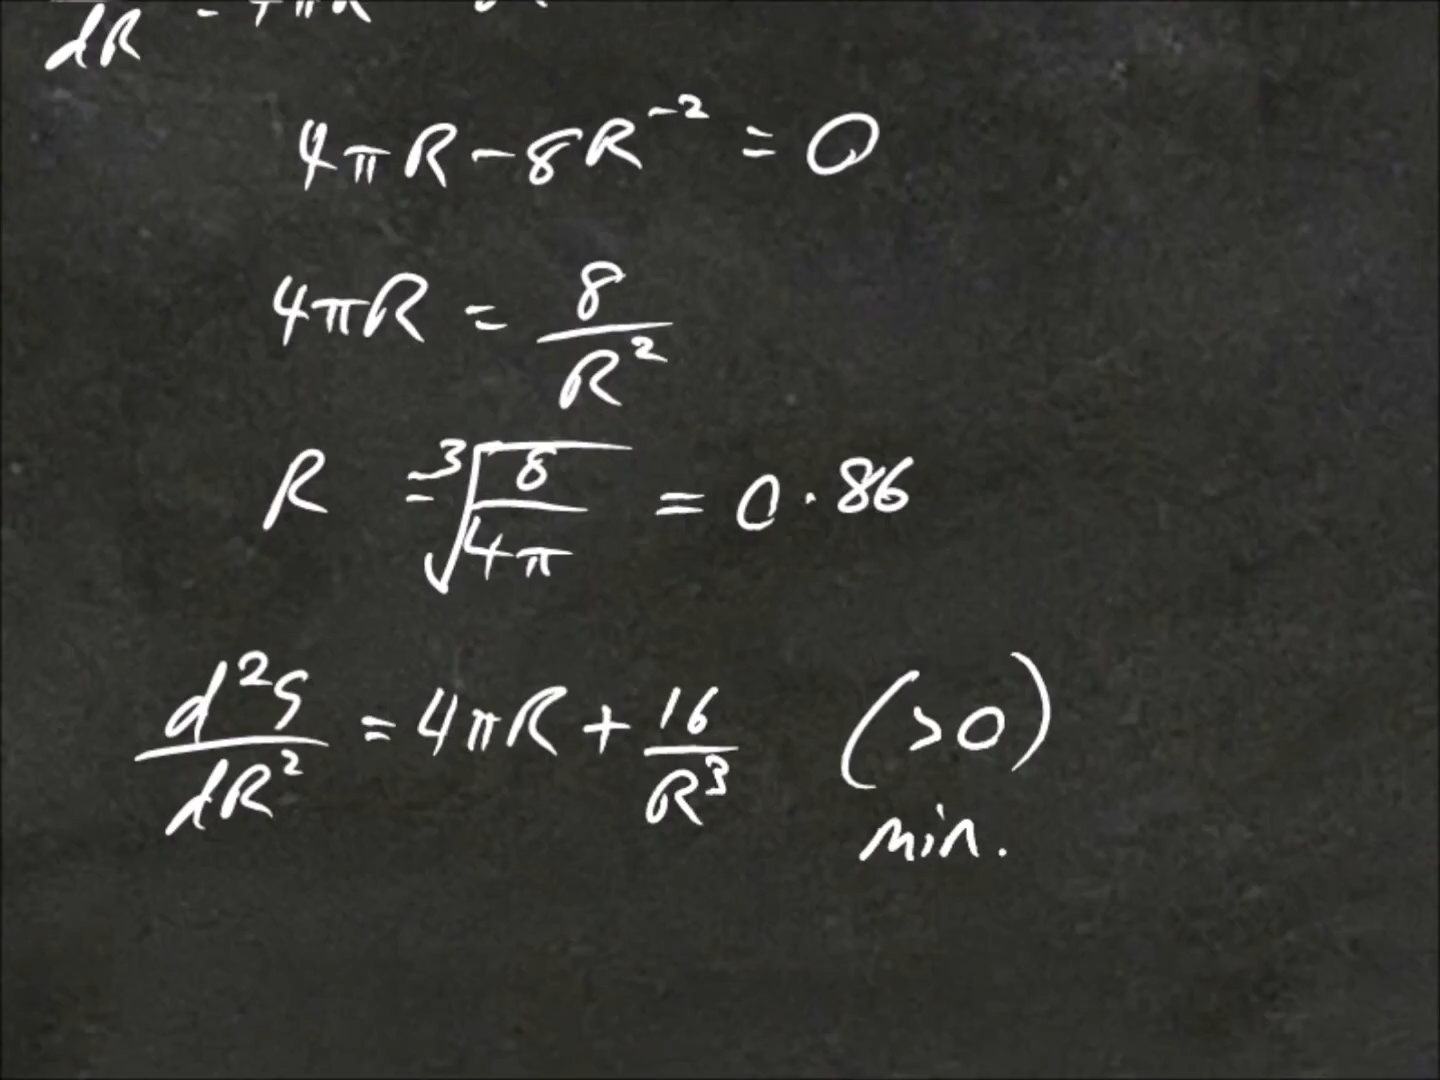 dR
4πR - 8R⁻² = 0
4πR = 8/R²
R = ∛(8/4π) = 0.86
d²S/dR² = 4πR + 16/R³ (>0)
min.